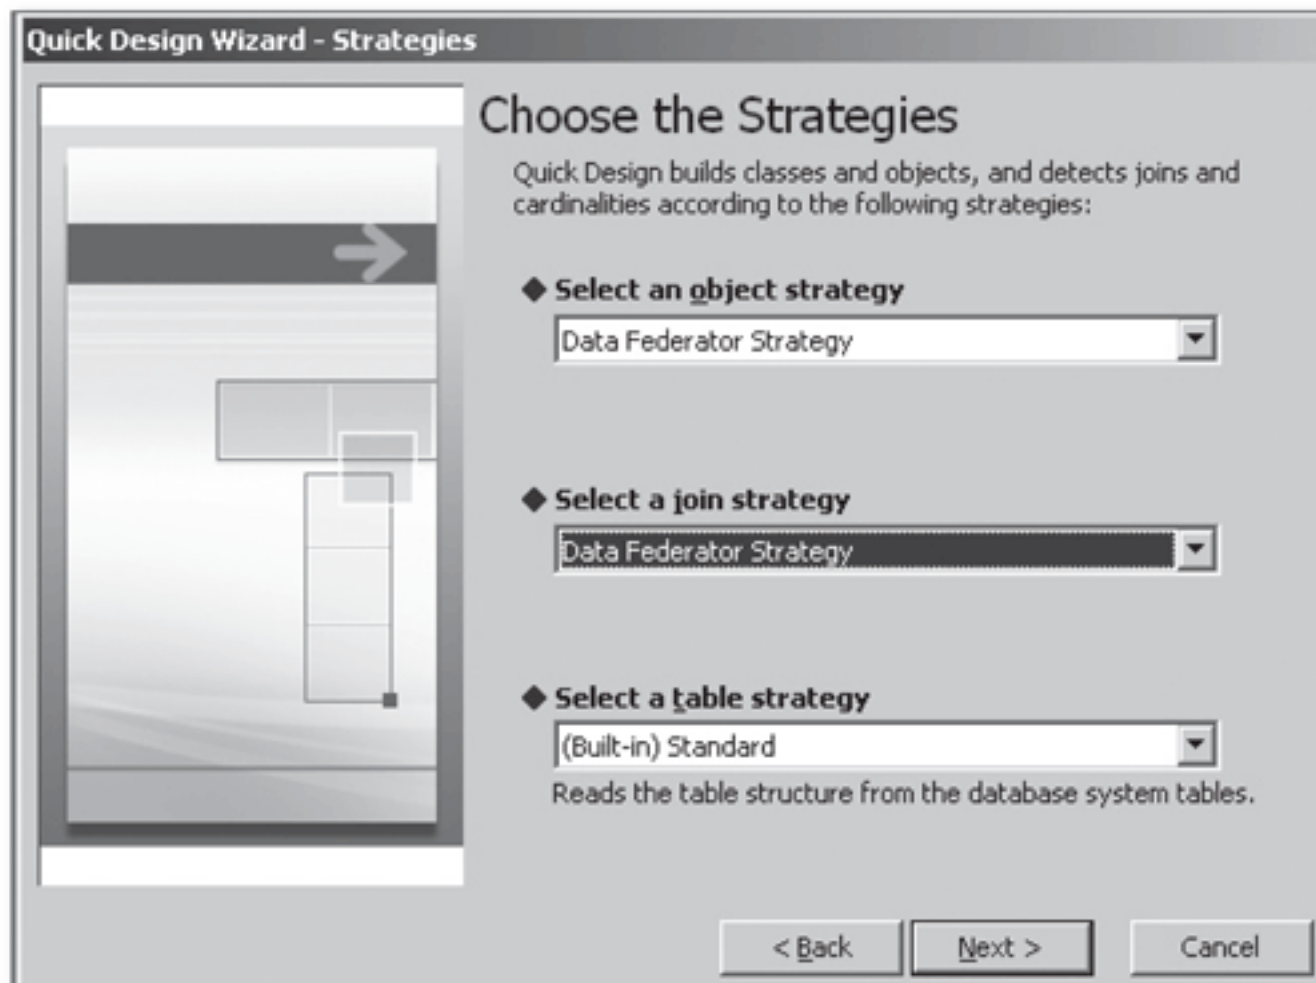 Quick Design Wizard - Strategies
Choose the Strategies
Quick Design builds classes and objects, and detects joins and
cardinalities according to the following strategies:
Select an object strategy
Data Federator Strategy
Select a join strategy
Data Federator Strategy
Select a table strategy
(Built-in) Standard
Reads the table structure from the database system tables.
< Back
Next >
Cancel